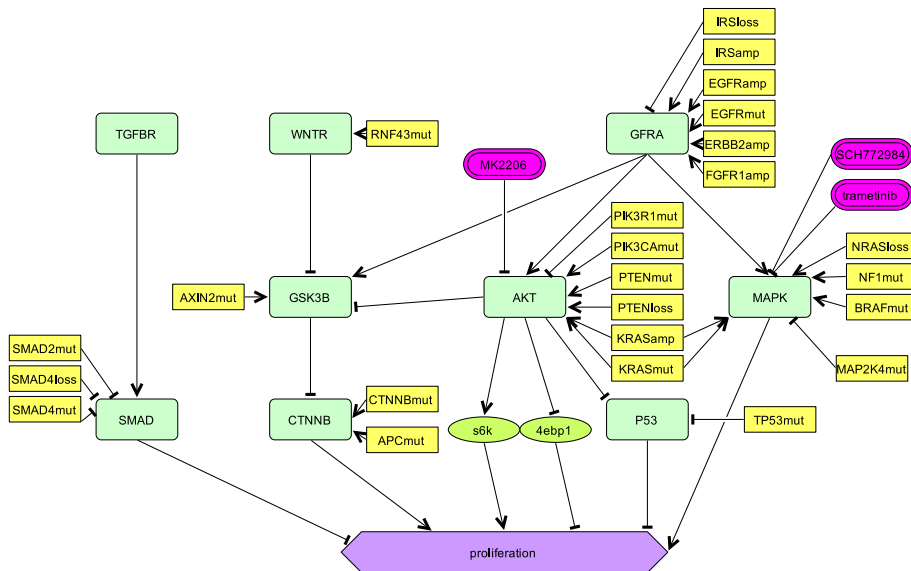 IRSloss
IRSamp
EGFRamp
TGFBR
WNTR
RNF43mut
GFRA
EGFRmut
ERBB2amp
SCH772984
MK2206
FGFR1amp
trametinib
PIK3R1mut
PIK3CAmut
NRASloss
AXIN2mut
GSK3B
AKT
PTENmut
MAPK
NF1mut
PTENloss
BRAFmut
KRASamp
SMAD2mut
KRASmut
MAP2K4mut
SMAD4loss
CTNNBmut
SMAD4mut
SMAD
CTNNB
s6k
4ebp1
P53
TP53mut
APCmut
proliferation